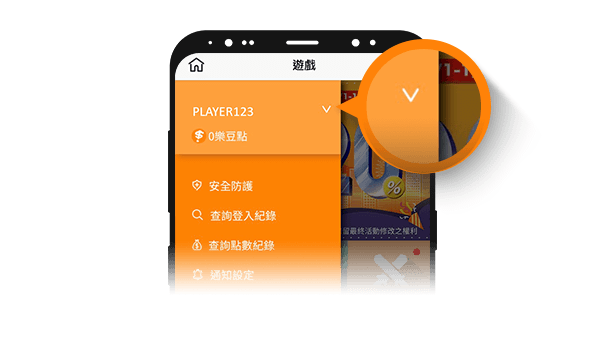 遊戲
PLAYER123
0樂豆點
安全防護
查詢登入紀錄
查詢點數紀錄
通知設定
%
留最終活動修改之權利